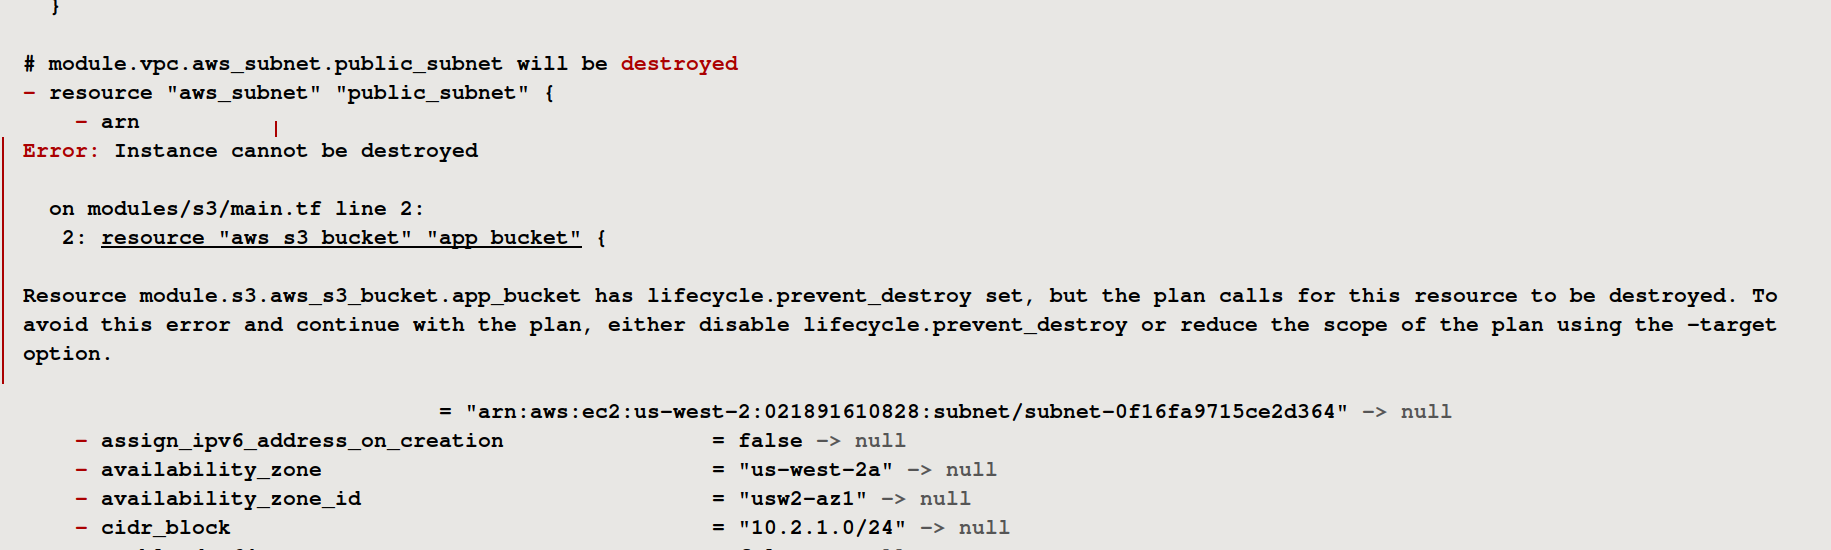 }
# module.vpc.aws_subnet.public_subnet will be destroyed
- resource "aws_subnet" "public_subnet" {
- arn
Error: Instance cannot be destroyed
on modules/s3/main.tf line 2:
2: resource "aws_s3_bucket" "app_bucket" {
Resource module.s3.aws_s3_bucket.app_bucket has lifecycle.prevent_destroy set, but the plan calls for this resource to be destroyed. To
avoid this error and continue with the plan, either disable lifecycle.prevent_destroy or reduce the scope of the plan using the -target
option.
= "arn:aws:ec2:us-west-2:021891610828:subnet/subnet-0f16fa9715ce2d364" -> null
- assign_ipv6_address_on_creation = false -> null
- availability_zone = "us-west-2a" -> null
- availability_zone_id = "usw2-az1" -> null
- cidr_block = "10.2.1.0/24" -> null